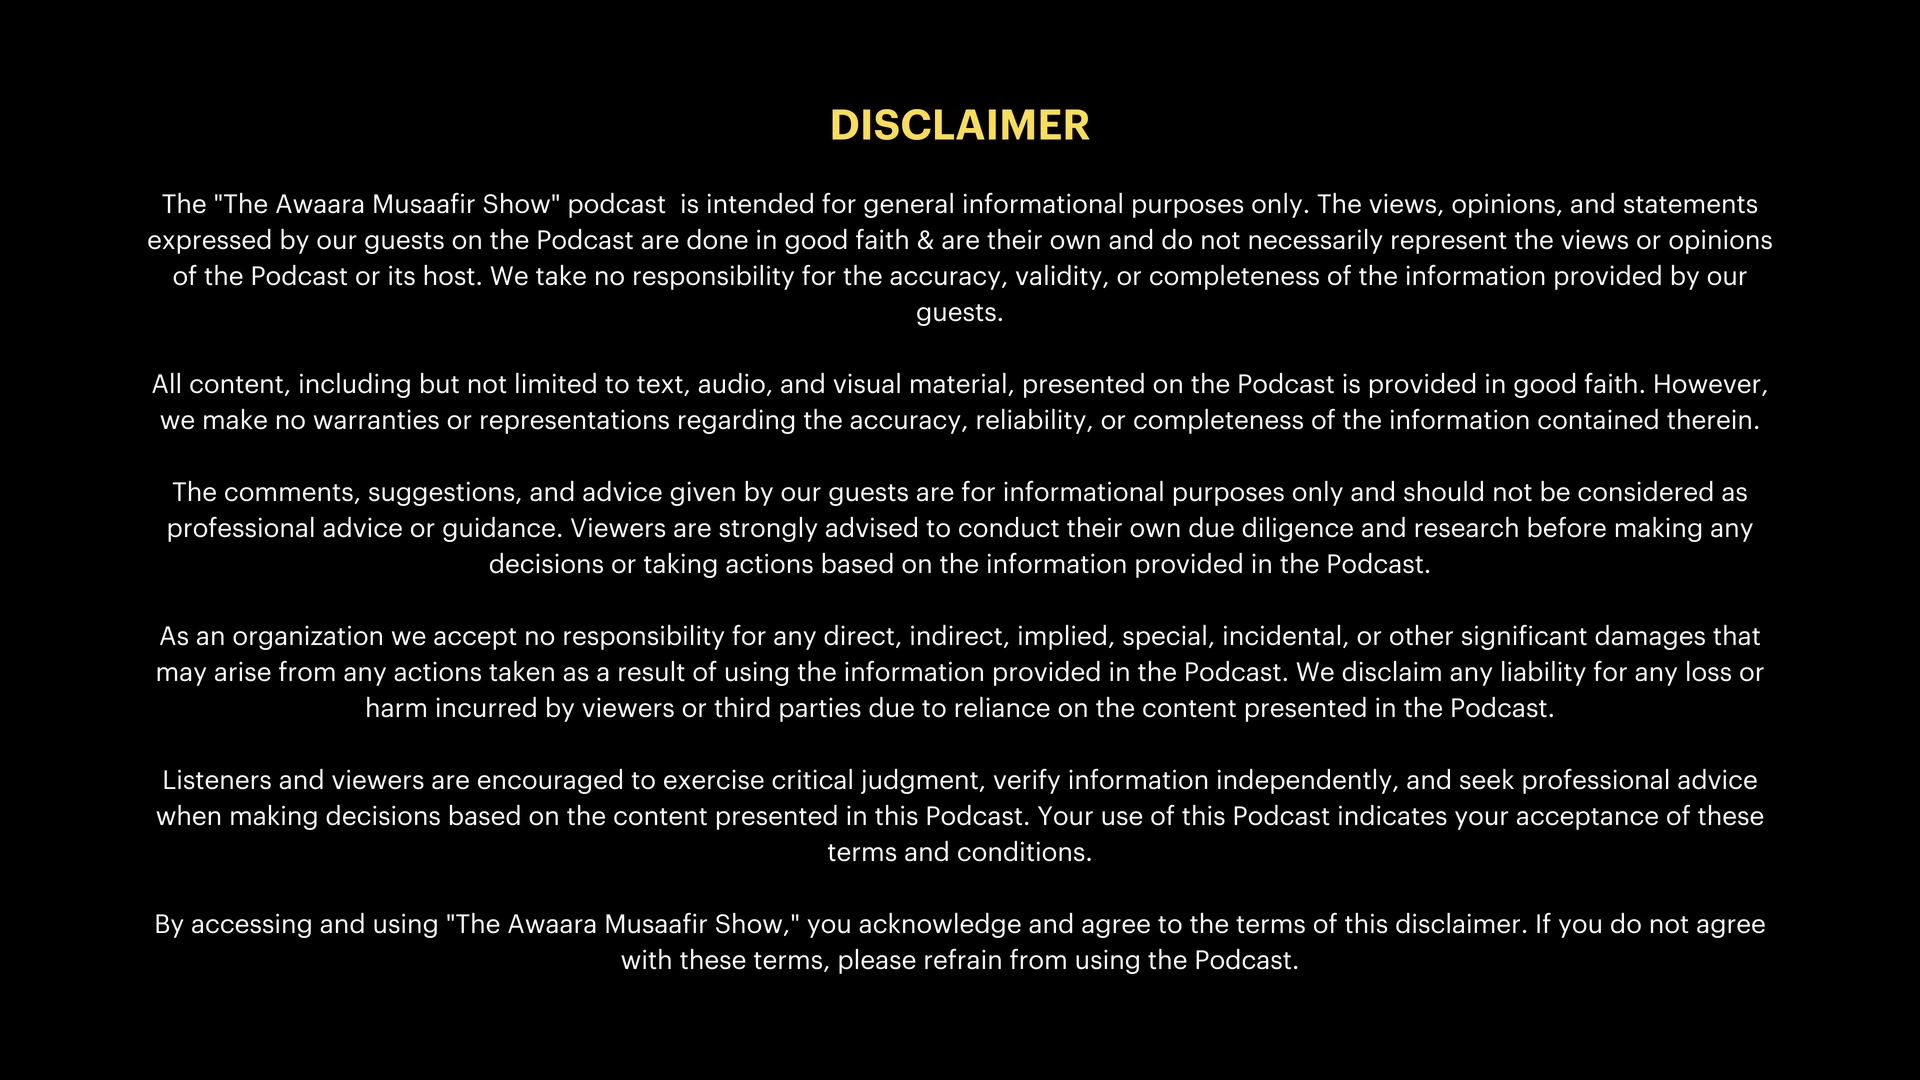 DISCLAIMER
The "The Awaara Musaafir Show" podcast  is intended for general informational purposes only. The views, opinions, and statements
expressed by our guests on the Podcast are done in good faith & are their own and do not necessarily represent the views or opinions
of the Podcast or its host. We take no responsibility for the accuracy, validity, or completeness of the information provided by our
guests.
All content, including but not limited to text, audio, and visual material, presented on the Podcast is provided in good faith. However,
we make no warranties or representations regarding the accuracy, reliability, or completeness of the information contained therein.
The comments, suggestions, and advice given by our guests are for informational purposes only and should not be considered as
professional advice or guidance. Viewers are strongly advised to conduct their own due diligence and research before making any
decisions or taking actions based on the information provided in the Podcast.
As an organization we accept no responsibility for any direct, indirect, implied, special, incidental, or other significant damages that
may arise from any actions taken as a result of using the information provided in the Podcast. We disclaim any liability for any loss or
harm incurred by viewers or third parties due to reliance on the content presented in the Podcast.
Listeners and viewers are encouraged to exercise critical judgment, verify information independently, and seek professional advice
when making decisions based on the content presented in this Podcast. Your use of this Podcast indicates your acceptance of these
terms and conditions.
By accessing and using "The Awaara Musaafir Show," you acknowledge and agree to the terms of this disclaimer. If you do not agree
with these terms, please refrain from using the Podcast.